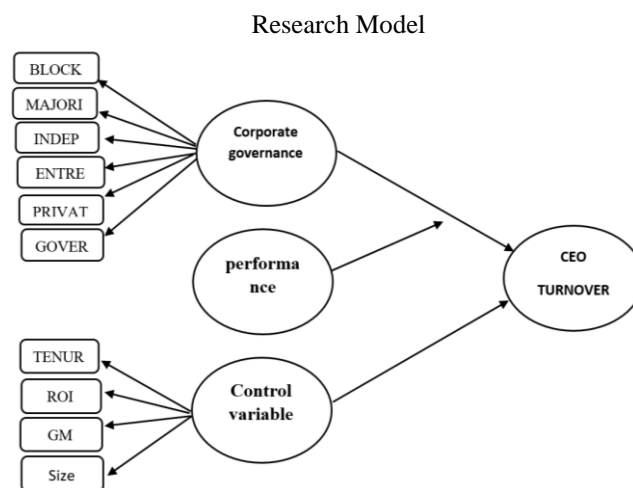 Research Model
BLOCK
MAJORI
INDEP
ENTRE
PRIVAT
GOVER
Corporate
governance
performa
nce
CEO
TURNOVER
TENUR
ROI
GM
Size
Control
variable